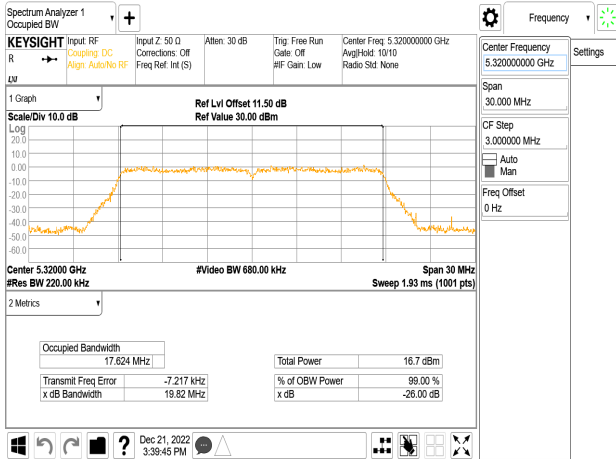 Spectrum Analyzer 1
Occupied BW
Frequency
KEYSIGHT
R
Input: RF
Coupling: DC
Align: Auto/No RF
Input Z: 50 Ω
Corrections: Off
Freq Ref: Int (S)
Atten: 30 dB
Trig: Free Run
Gate: Off
#IF Gain: Low
Center Freq: 5.320000000 GHz
Avg|Hold: 10/10
Radio Std: None
Center Frequency
5.320000000 GHz
Settings
Span
30.000 MHz
CF Step
3.000000 MHz
Auto
Man
Freq Offset
0 Hz
1 Graph
Scale/Div 10.0 dB
Ref Lvl Offset 11.50 dB
Ref Value 30.00 dBm
Log
20.0
10.0
0.00
-10.0
-20.0
-30.0
-40.0
-50.0
-60.0
Center 5.32000 GHz
#Res BW 220.00 kHz
#Video BW 680.00 kHz
Span 30 MHz
Sweep 1.93 ms (1001 pts)
2 Metrics
Occupied Bandwidth
17.624 MHz
Total Power 16.7 dBm
Transmit Freq Error -7.217 kHz
x dB Bandwidth 19.82 MHz
% of OBW Power 99.00 %
x dB -26.00 dB
Dec 21, 2022
3:39:45 PM